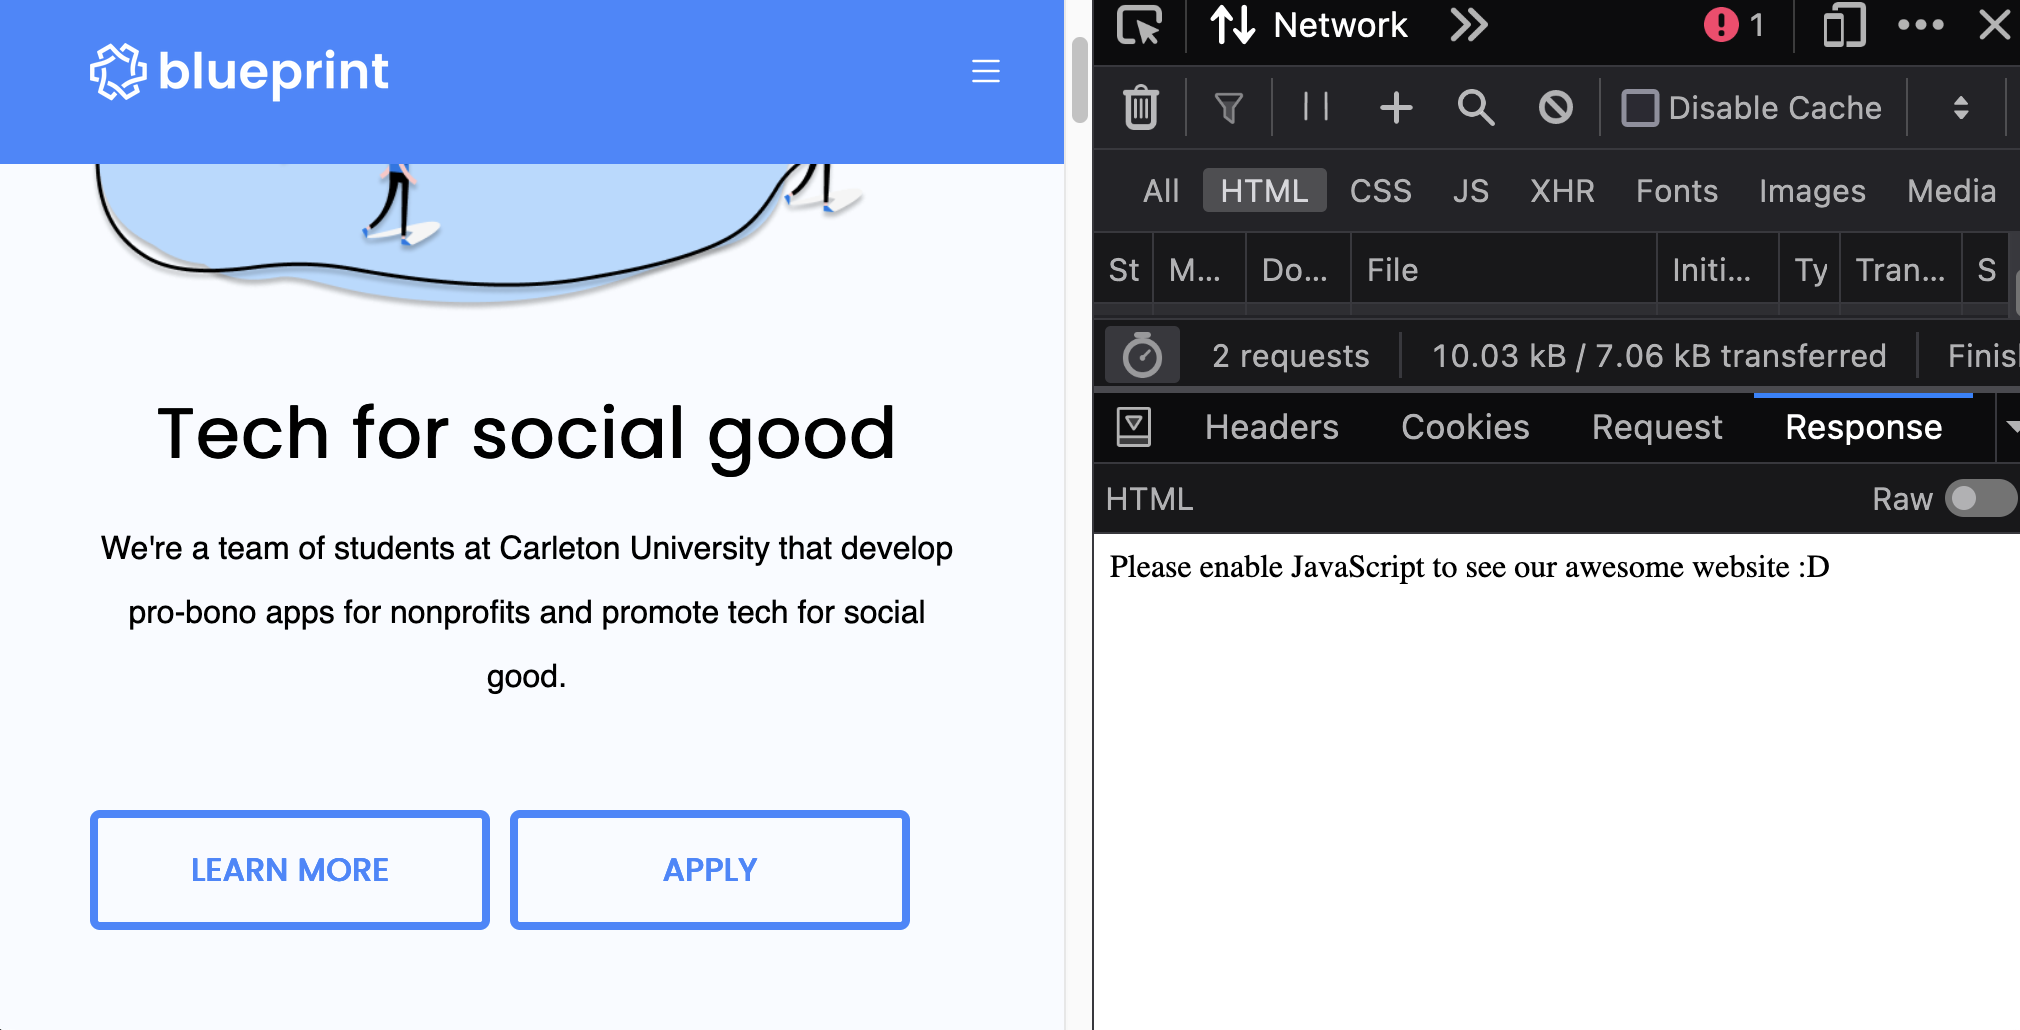 blueprint
Tech for social good
We're a team of students at Carleton University that develop
pro-bono apps for nonprofits and promote tech for social
good.
LEARN MORE
APPLY
Network
1
Disable Cache
All HTML CSS JS XHR Fonts Images Media
St M... Do... File Initi... Ty Tran... S
2 requests 10.03 kB / 7.06 kB transferred Finis
Headers Cookies Request Response
HTML Raw
Please enable JavaScript to see our awesome website :D